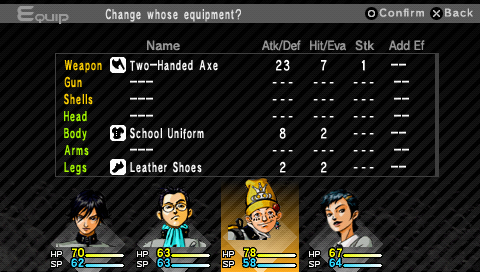 Equip
Change whose equipment?
Confirm Back
Name Atk/Def Hit/Eva Stk Add Ef
Weapon Two-Handed Axe 23 7 1 --
Gun --- --- --- --- --
Shells --- --- --- --- --
Head --- --- --- --- --
Body School Uniform 8 2 --- --
Arms --- --- --- --- --
Legs Leather Shoes 2 2 --- --
HP 70 HP 63 HP 78 HP 67
SP 62 SP 63 SP 58 SP 64